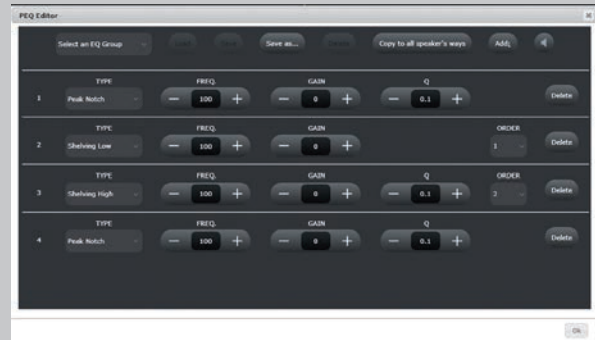 PEQ Editor
Select an EQ Group Load Save Save as... Delete Copy to all speaker's ways Add
TYPE FREQ. GAIN Q
1 Peak Notch — 100 + — 0 + — 0.1 + Delete
TYPE FREQ. GAIN ORDER
2 Shelving Low — 100 + — 0 + 1 Delete
TYPE FREQ. GAIN Q ORDER
3 Shelving High — 100 + — 0 + — 0.1 + 2 Delete
TYPE FREQ. GAIN Q
4 Peak Notch — 100 + — 0 + — 0.1 + Delete
Ok